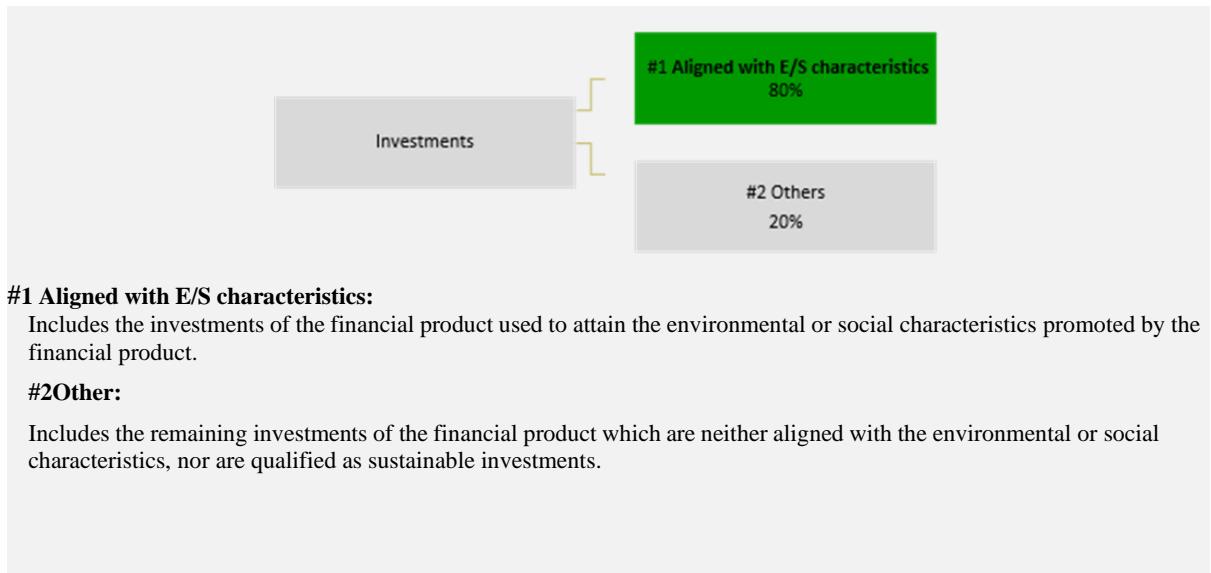 #1 Aligned with E/S characteristics
80%
Investments
#2 Others
20%
#1 Aligned with E/S characteristics:
Includes the investments of the financial product used to attain the environmental or social characteristics promoted by the
financial product.
#2Other:
Includes the remaining investments of the financial product which are neither aligned with the environmental or social
characteristics, nor are qualified as sustainable investments.